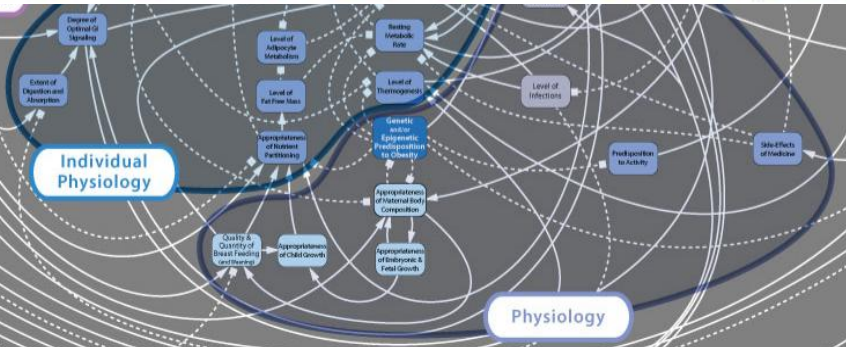 Degree of
Optimal GI
Signaling
Resting
Metabolic
Rate
Level of
Adipocyte
Metabolism
Extent of
Digestion and
Absorption
Level of
Fat Free Mass
Level of
Thermogenesis
Level of
Infections
Genetic
and/or
Epigenetic
Predisposition
to Obesity
Appropriateness
of Nutrient
Partitioning
Individual
Physiology
Predisposition
to Activity
Side-Effects
of Medicine
Appropriateness
of Maternal Body
Composition
Quality &
Quantity of
Breast Feeding
(and Weaning)
Appropriateness
of Child Growth
Appropriateness
of Embryonic &
Fetal Growth
Physiology